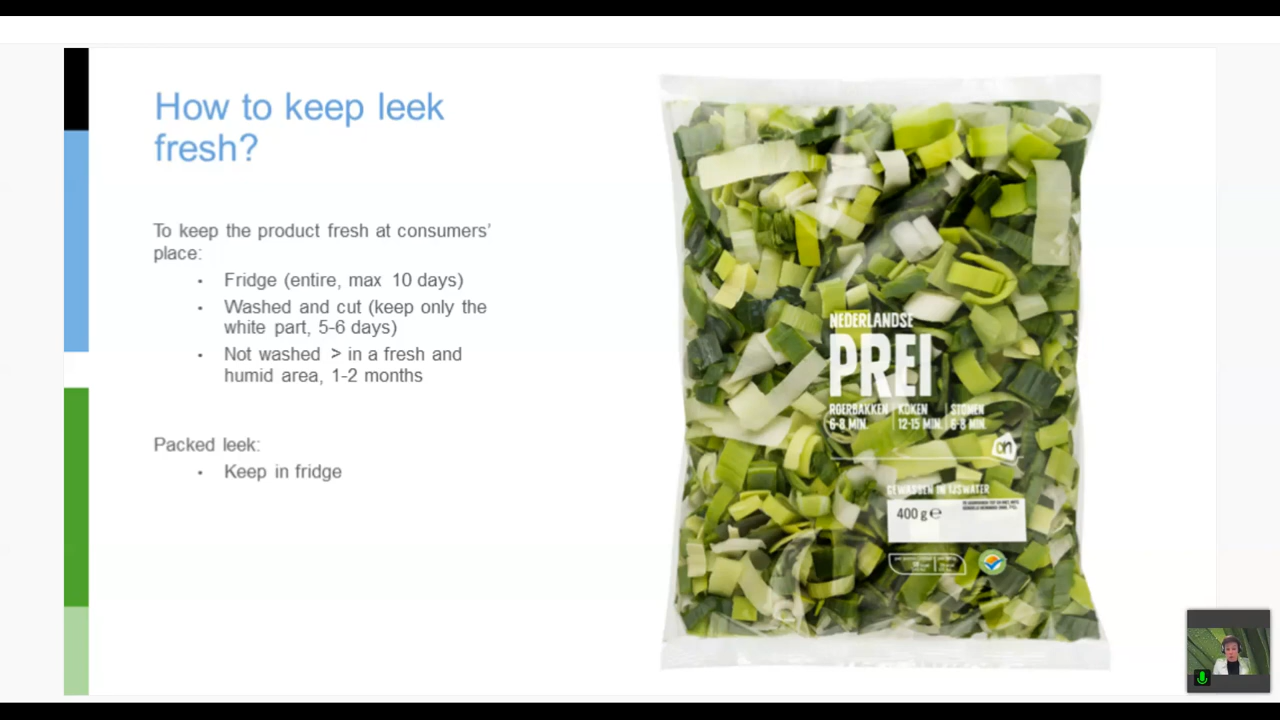 How to keep leek
fresh?
To keep the product fresh at consumers'
place:
• Fridge (entire, max 10 days)
• Washed and cut (keep only the
white part, 5-6 days)
• Not washed > in a fresh and
humid area, 1-2 months
Packed leek:
• Keep in fridge
NEDERLANDSE
PREI
ROERBAKKEN | KOKEN | STOMEN
6-8 MIN. | 12-15 MIN. | 6-8 MIN.
GEWASSEN IN IJSWATER
400 g e